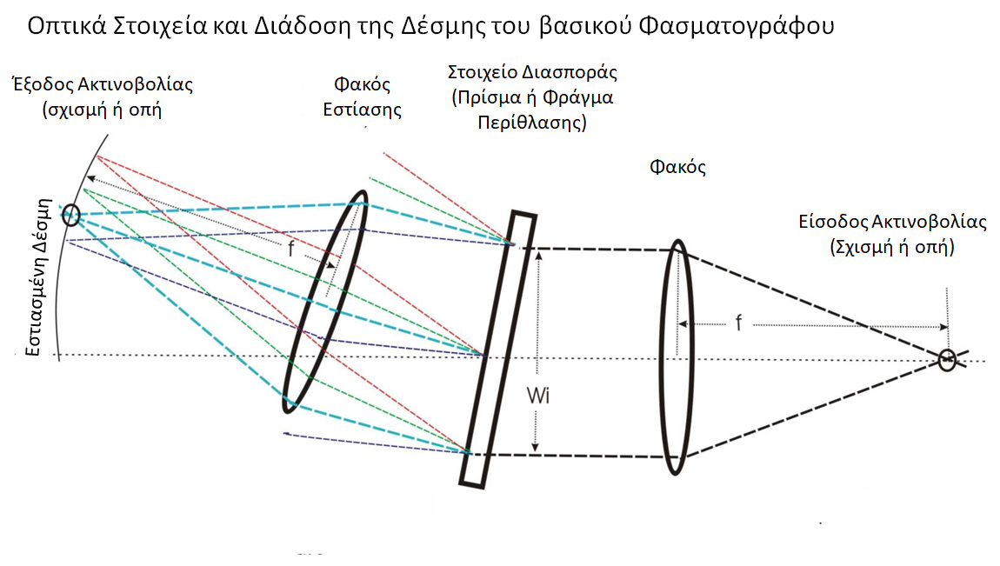 Οπτικά Στοιχεία και Διάδοση της Δέσμης του βασικού Φασματογράφου
Έξοδος Ακτινοβολίας
(σχισμή ή οπή
Φακός
Εστίασης
Στοιχείο Διασποράς
(Πρίσμα ή Φράγμα
Περίθλασης)
Φακός
Είσοδος Ακτινοβολίας
(Σχισμή ή οπή)
Εστιασμένη Δέσμη
f
f
Wi